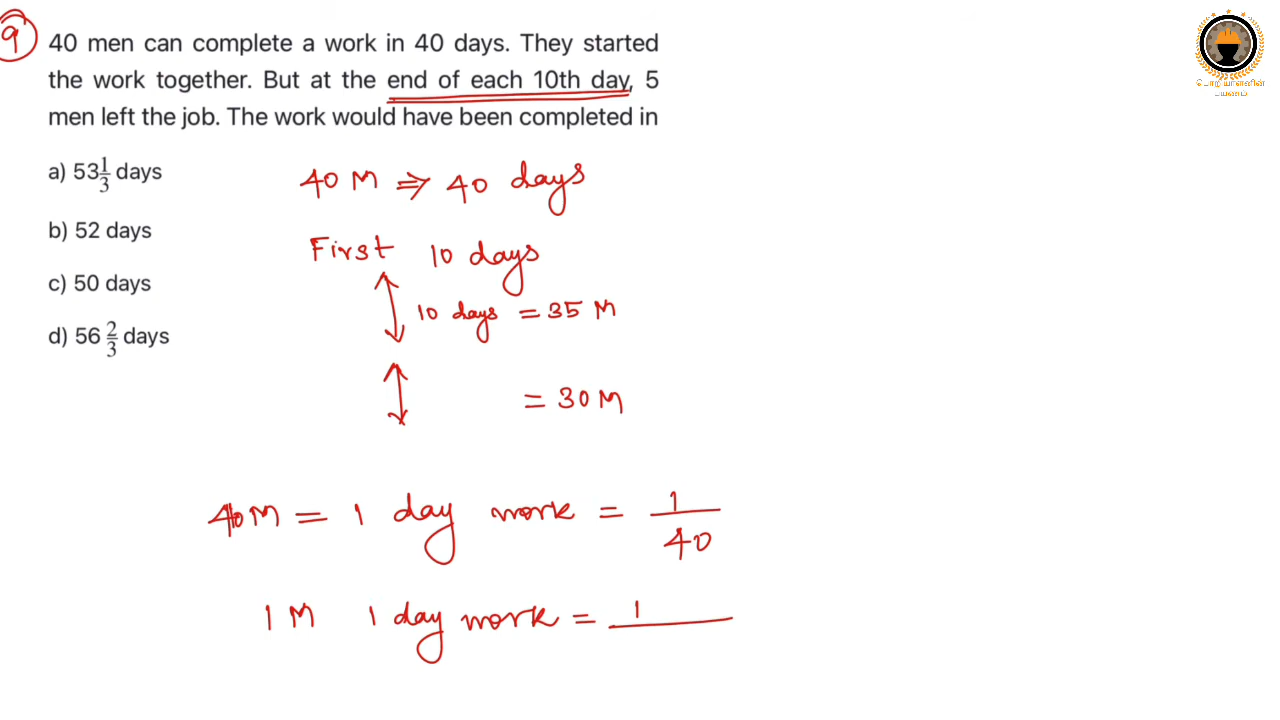 9
40 men can complete a work in 40 days. They started
the work together. But at the end of each 10th day, 5
men left the job. The work would have been completed in
a) 53 1/3 days
b) 52 days
c) 50 days
d) 56 2/3 days
40 M ⇒ 40 days
First 10 days
10 days = 35 M
= 30 M
40 M = 1 day work = 1/40
1 M 1 day work = 1/
பொறியாளனின்
பயணம்